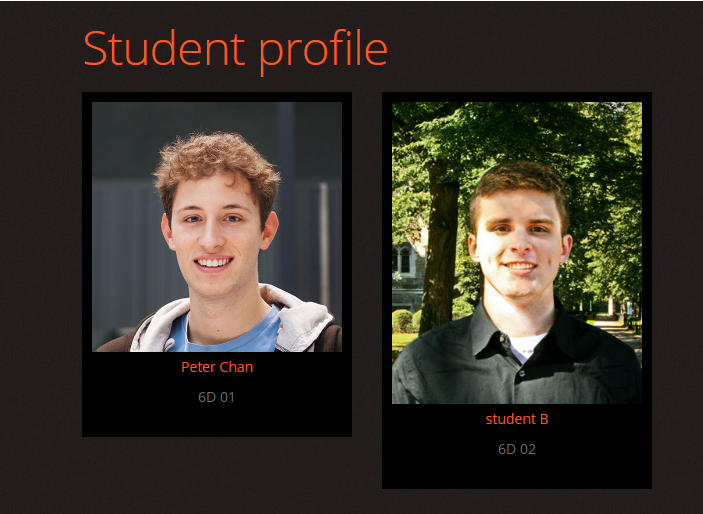 Student profile
Peter Chan
6D 01
student B
6D 02